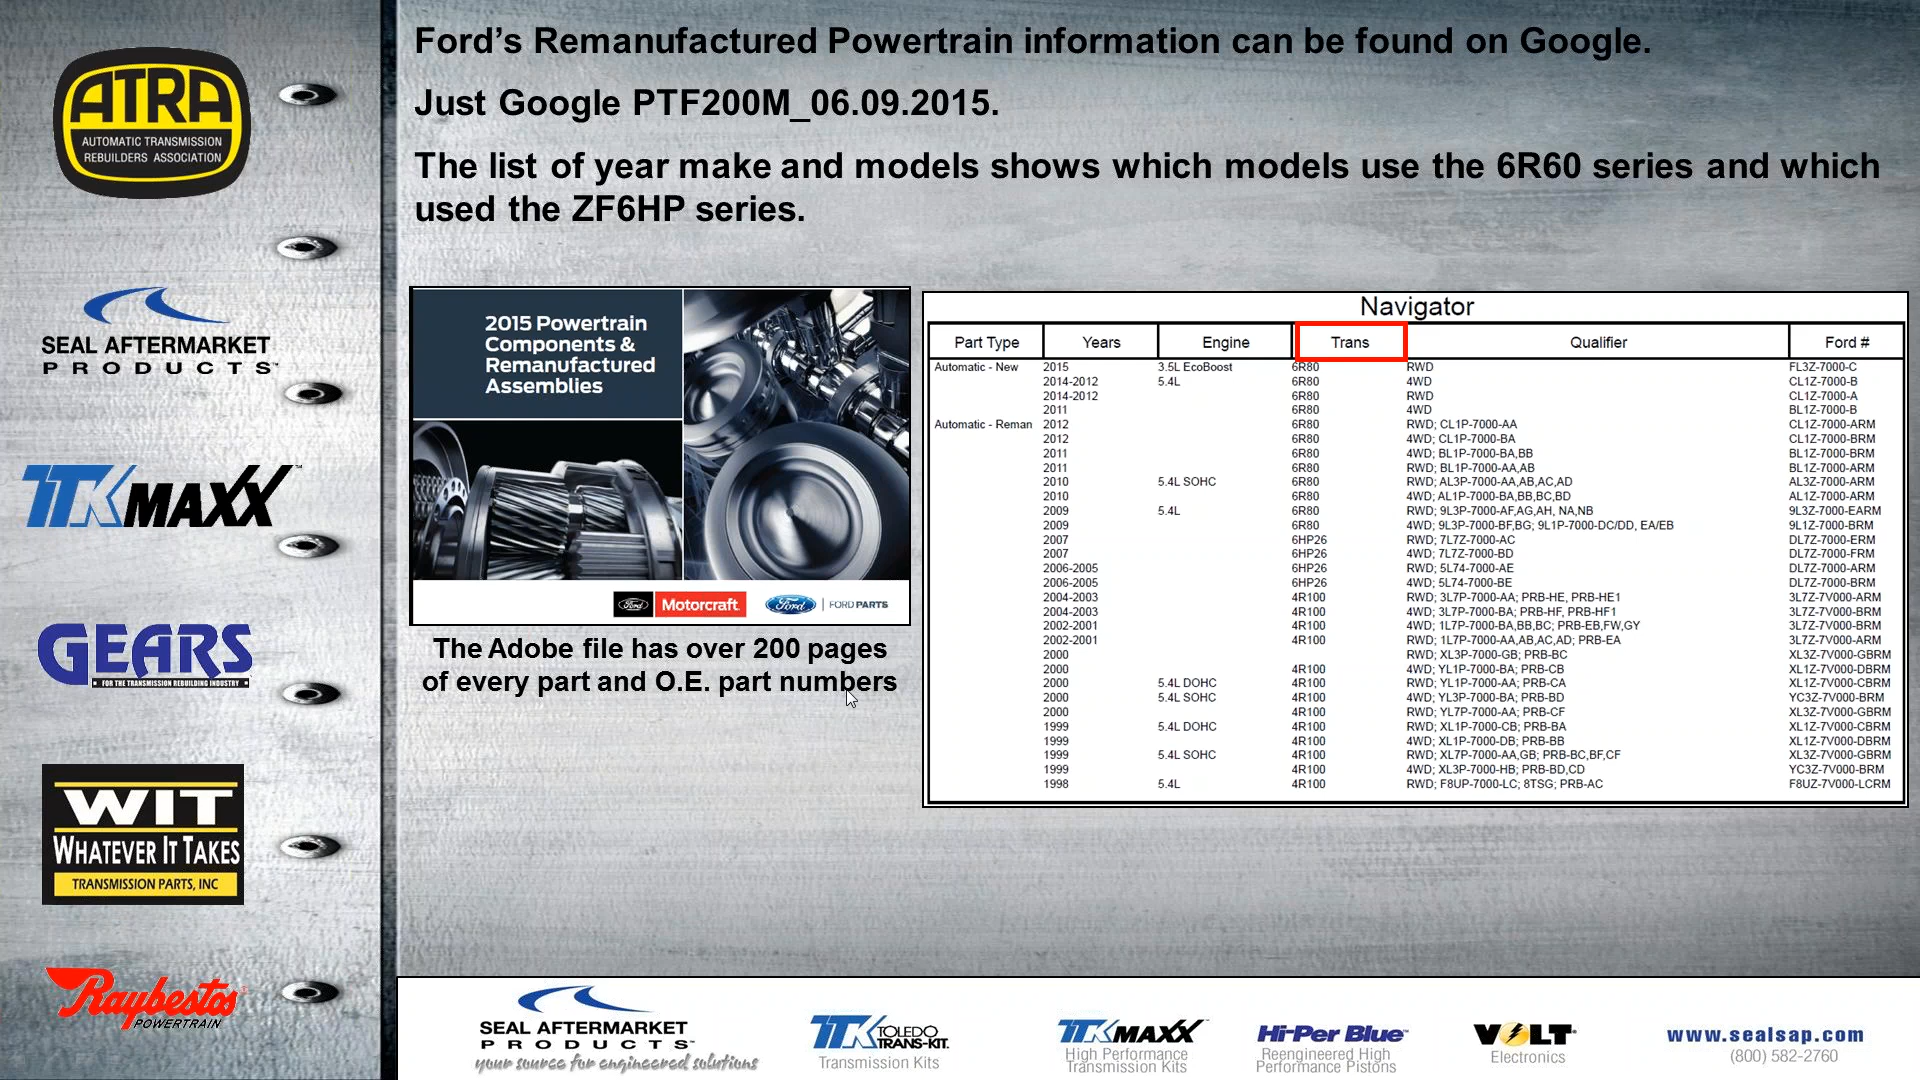 Ford’s Remanufactured Powertrain information can be found on Google.
Just Google PTF200M_06.09.2015.
The list of year make and models shows which models use the 6R60 series and which
used the ZF6HP series.
ATRA
AUTOMATIC TRANSMISSION
REBUILDERS ASSOCIATION
SEAL AFTERMARKET
PRODUCTS™
TTKMAXX™
GEARS
FOR THE TRANSMISSION REBUILDING INDUSTRY
WIT
WHATEVER IT TAKES
TRANSMISSION PARTS, INC
Raybestos®
POWERTRAIN
2015 Powertrain
Components &
Remanufactured
Assemblies
Ford Motorcraft. Ford | FORD PARTS
The Adobe file has over 200 pages
of every part and O.E. part numbers
Navigator
Part Type Years Engine Trans Qualifier Ford #
Automatic - New 2015 3.5L EcoBoost 6R80 RWD FL3Z-7000-C
2014-2012 5.4L 6R80 4WD CL1Z-7000-B
2014-2012 6R80 RWD CL1Z-7000-A
2011 6R80 4WD BL1Z-7000-B
Automatic - Reman 2012 6R80 RWD; CL1P-7000-AA CL1Z-7000-ARM
2012 6R80 4WD; CL1P-7000-BA CL1Z-7000-BRM
2011 6R80 4WD; BL1P-7000-BA,BB BL1Z-7000-BRM
2011 6R80 RWD; BL1P-7000-AA,AB BL1Z-7000-ARM
2010 5.4L SOHC 6R80 RWD; AL3P-7000-AA,AB,AC,AD AL3Z-7000-ARM
2010 6R80 4WD; AL1P-7000-BA,BB,BC,BD AL1Z-7000-ARM
2009 5.4L 6R80 RWD; 9L3P-7000-AF,AG,AH, NA,NB 9L3Z-7000-EARM
2009 6R80 4WD; 9L3P-7000-BF,BG; 9L1P-7000-DC/DD, EA/EB 9L1Z-7000-BRM
2007 6HP26 RWD; 7L7Z-7000-AC DL7Z-7000-ERM
2007 6HP26 4WD; 7L7Z-7000-BD DL7Z-7000-FRM
2006-2005 6HP26 RWD; 5L74-7000-AE DL7Z-7000-ARM
2006-2005 6HP26 4WD; 5L74-7000-BE DL7Z-7000-BRM
2004-2003 4R100 RWD; 3L7P-7000-AA; PRB-HE, PRB-HE1 3L7Z-7V000-ARM
2004-2003 4R100 4WD; 3L7P-7000-BA; PRB-HF, PRB-HF1 3L7Z-7V000-BRM
2002-2001 4R100 4WD; 1L7P-7000-BA,BB,BC; PRB-EB,FW,GY 3L7Z-7V000-BRM
2002-2001 4R100 RWD; 1L7P-7000-AA,AB,AC,AD; PRB-EA 3L7Z-7V000-ARM
2000 RWD; XL3P-7000-GB; PRB-BC XL3Z-7V000-GBRM
2000 4R100 4WD; YL1P-7000-BA; PRB-CB XL1Z-7V000-DBRM
2000 5.4L DOHC 4R100 RWD; YL1P-7000-AA; PRB-CA XL1Z-7V000-CBRM
2000 5.4L SOHC 4R100 4WD; YL3P-7000-BA; PRB-BD YC3Z-7V000-BRM
2000 4R100 RWD; YL7P-7000-AA; PRB-CF XL3Z-7V000-GBRM
1999 5.4L DOHC 4R100 RWD; XL1P-7000-CB; PRB-BA XL1Z-7V000-CBRM
1999 4R100 4WD; XL1P-7000-DB; PRB-BB XL1Z-7V000-DBRM
1999 5.4L SOHC 4R100 RWD; XL7P-7000-AA,GB; PRB-BC,BF,CF XL3Z-7V000-GBRM
1999 4R100 4WD; XL3P-7000-HB; PRB-BD,CD YC3Z-7V000-BRM
1998 5.4L 4R100 RWD; F8UP-7000-LC; 8TSG; PRB-AC F8UZ-7V000-LCRM
SEAL AFTERMARKET
PRODUCTS™
your source for engineered solutions
TTK TOLEDO
TRANS-KIT.
Transmission Kits
TTKMAXX™
High Performance
Transmission Kits
Hi-Per Blue™
Reengineered High
Performance Pistons
VOLT™
Electronics
www.sealsap.com
(800) 582-2760